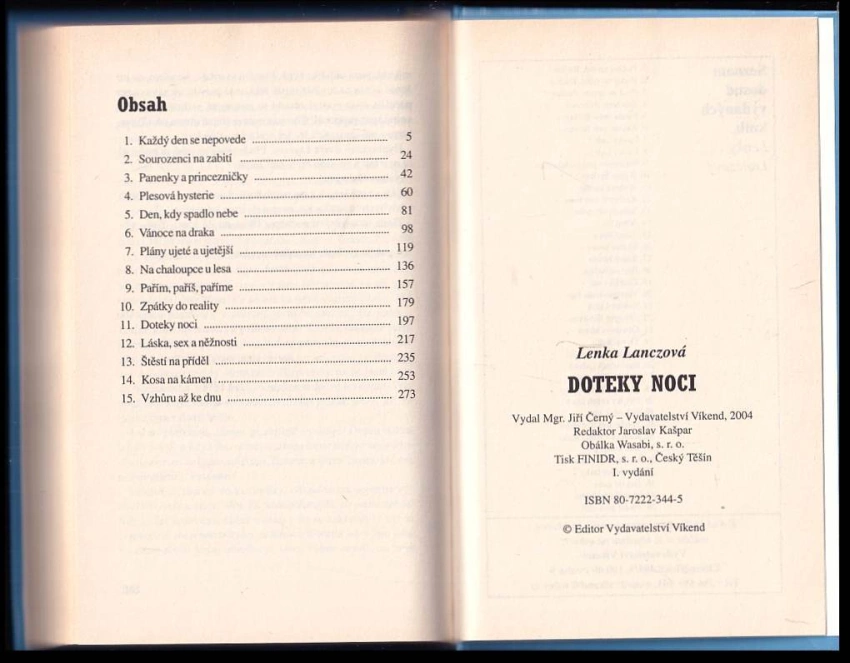 Obsah
1. Každý den se nepovede ........ 5
2. Sourozenci na zabití ........ 24
3. Panenky a princezničky ........ 42
4. Plesová hysterie ........ 60
5. Den, kdy spadlo nebe ........ 81
6. Vánoce na draka ........ 98
7. Plány ujeté a ujetější ........ 119
8. Na chaloupce u lesa ........ 136
9. Pařím, paříš, paříme ........ 157
10. Zpátky do reality ........ 179
11. Doteky noci ........ 197
12. Láska, sex a něžnosti ........ 217
13. Štěstí na příděl ........ 235
14. Kosa na kámen ........ 253
15. Vzhůru až ke dnu ........ 273
Lenka Lanczová
DOTEKY NOCI
Vydal Mgr. Jiří Černý – Vydavatelství Víkend, 2004
Redaktor Jaroslav Kašpar
Obálka Wasabi, s. r. o.
Tisk FINIDR, s. r. o., Český Těšín
I. vydání
ISBN 80-7222-344-5
© Editor Vydavatelství Víkend